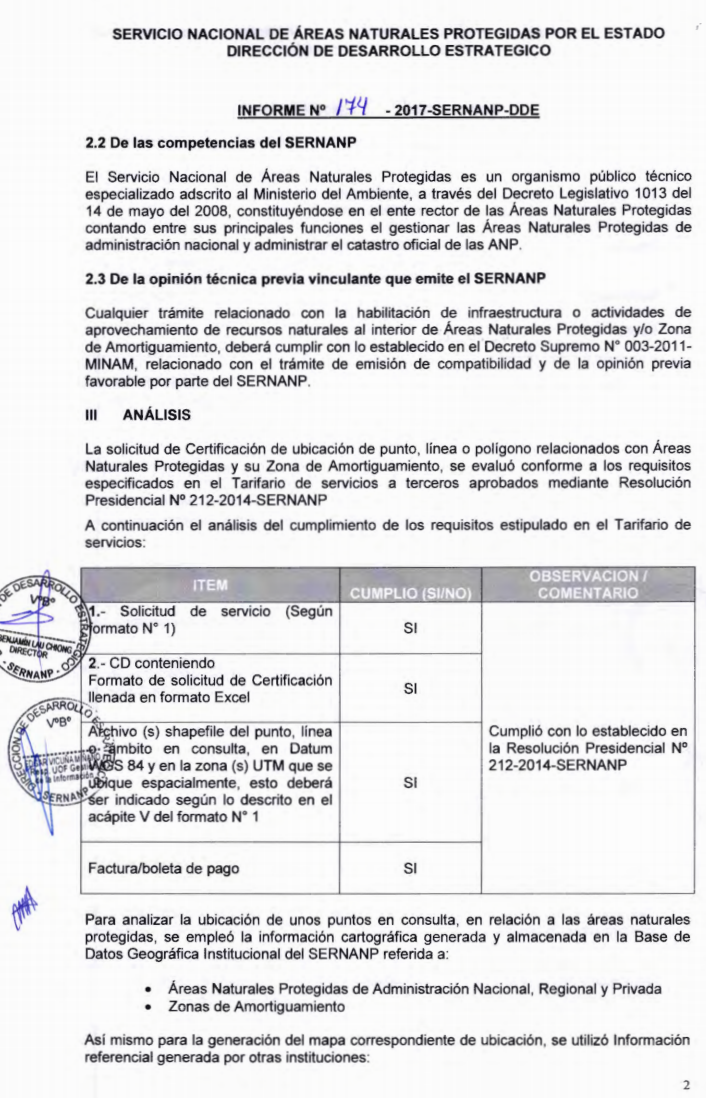 SERVICIO NACIONAL DE ÁREAS NATURALES PROTEGIDAS POR EL ESTADO
DIRECCIÓN DE DESARROLLO ESTRATEGICO
INFORME Nº 174 - 2017-SERNANP-DDE
2.2 De las competencias del SERNANP
El Servicio Nacional de Áreas Naturales Protegidas es un organismo público técnico
especializado adscrito al Ministerio del Ambiente, a través del Decreto Legislativo 1013 del
14 de mayo del 2008, constituyéndose en el ente rector de las Áreas Naturales Protegidas
contando entre sus principales funciones el gestionar las Áreas Naturales Protegidas de
administración nacional y administrar el catastro oficial de las ANP.
2.3 De la opinión técnica previa vinculante que emite el SERNANP
Cualquier trámite relacionado con la habilitación de infraestructura o actividades de
aprovechamiento de recursos naturales al interior de Áreas Naturales Protegidas y/o Zona
de Amortiguamiento, deberá cumplir con lo establecido en el Decreto Supremo N° 003-2011-
MINAM, relacionado con el trámite de emisión de compatibilidad y de la opinión previa
favorable por parte del SERNANP.
III ANÁLISIS
La solicitud de Certificación de ubicación de punto, línea o polígono relacionados con Áreas
Naturales Protegidas y su Zona de Amortiguamiento, se evaluó conforme a los requisitos
especificados en el Tarifario de servicios a terceros aprobados mediante Resolución
Presidencial Nº 212-2014-SERNANP
A continuación el análisis del cumplimiento de los requisitos estipulado en el Tarifario de
servicios:
ITEM
CUMPLIO (SI/NO)
OBSERVACION /
COMENTARIO
1.- Solicitud de servicio (Según
formato N° 1)
SI
2.- CD conteniendo
Formato de solicitud de Certificación
llenada en formato Excel
SI
Archivo (s) shapefile del punto, línea
o ámbito en consulta, en Datum
WGS 84 y en la zona (s) UTM que se
ubique espacialmente, esto deberá
ser indicado según lo descrito en el
acápite V del formato N° 1
SI
Cumplió con lo establecido en
la Resolución Presidencial Nº
212-2014-SERNANP
Factura/boleta de pago
SI
DE DESARROLLO ESTRATEGICO
VºBº
BENJAMÍN LAU CHIONG
DIRECTOR
- SERNANP -
VºBº
SERNANP
Para analizar la ubicación de unos puntos en consulta, en relación a las áreas naturales
protegidas, se empleó la información cartográfica generada y almacenada en la Base de
Datos Geográfica Institucional del SERNANP referida a:
• Áreas Naturales Protegidas de Administración Nacional, Regional y Privada
• Zonas de Amortiguamiento
Así mismo para la generación del mapa correspondiente de ubicación, se utilizó Información
referencial generada por otras instituciones:
2